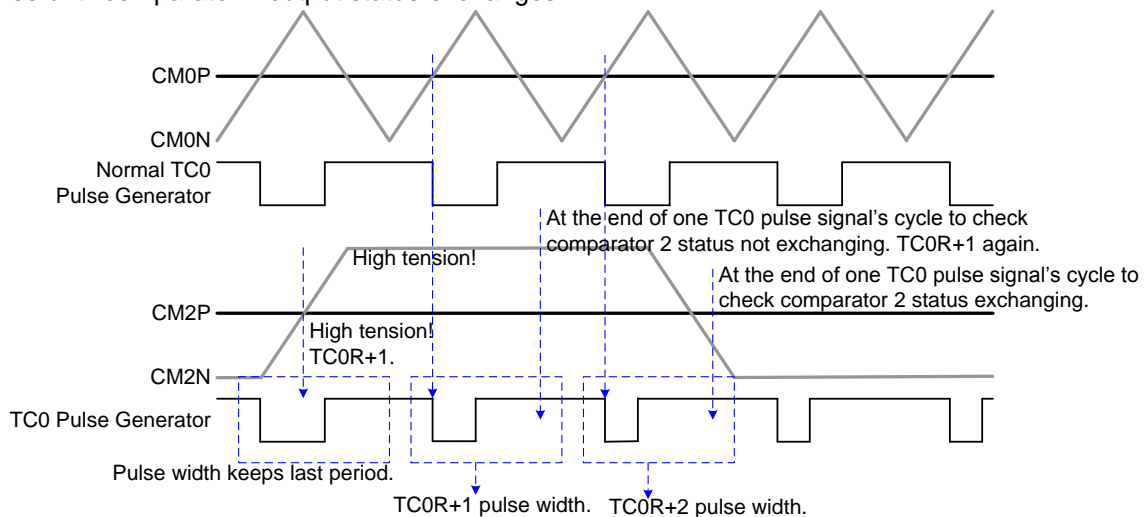 CM0P
CM0N
Normal TC0
Pulse Generator
At the end of one TC0 pulse signal's cycle to check
comparator 2 status not exchanging. TC0R+1 again.
High tension!
At the end of one TC0 pulse signal's cycle to
check comparator 2 status exchanging.
CM2P
High tension!
TC0R+1.
CM2N
TC0 Pulse Generator
Pulse width keeps last period.
TC0R+1 pulse width.
TC0R+2 pulse width.